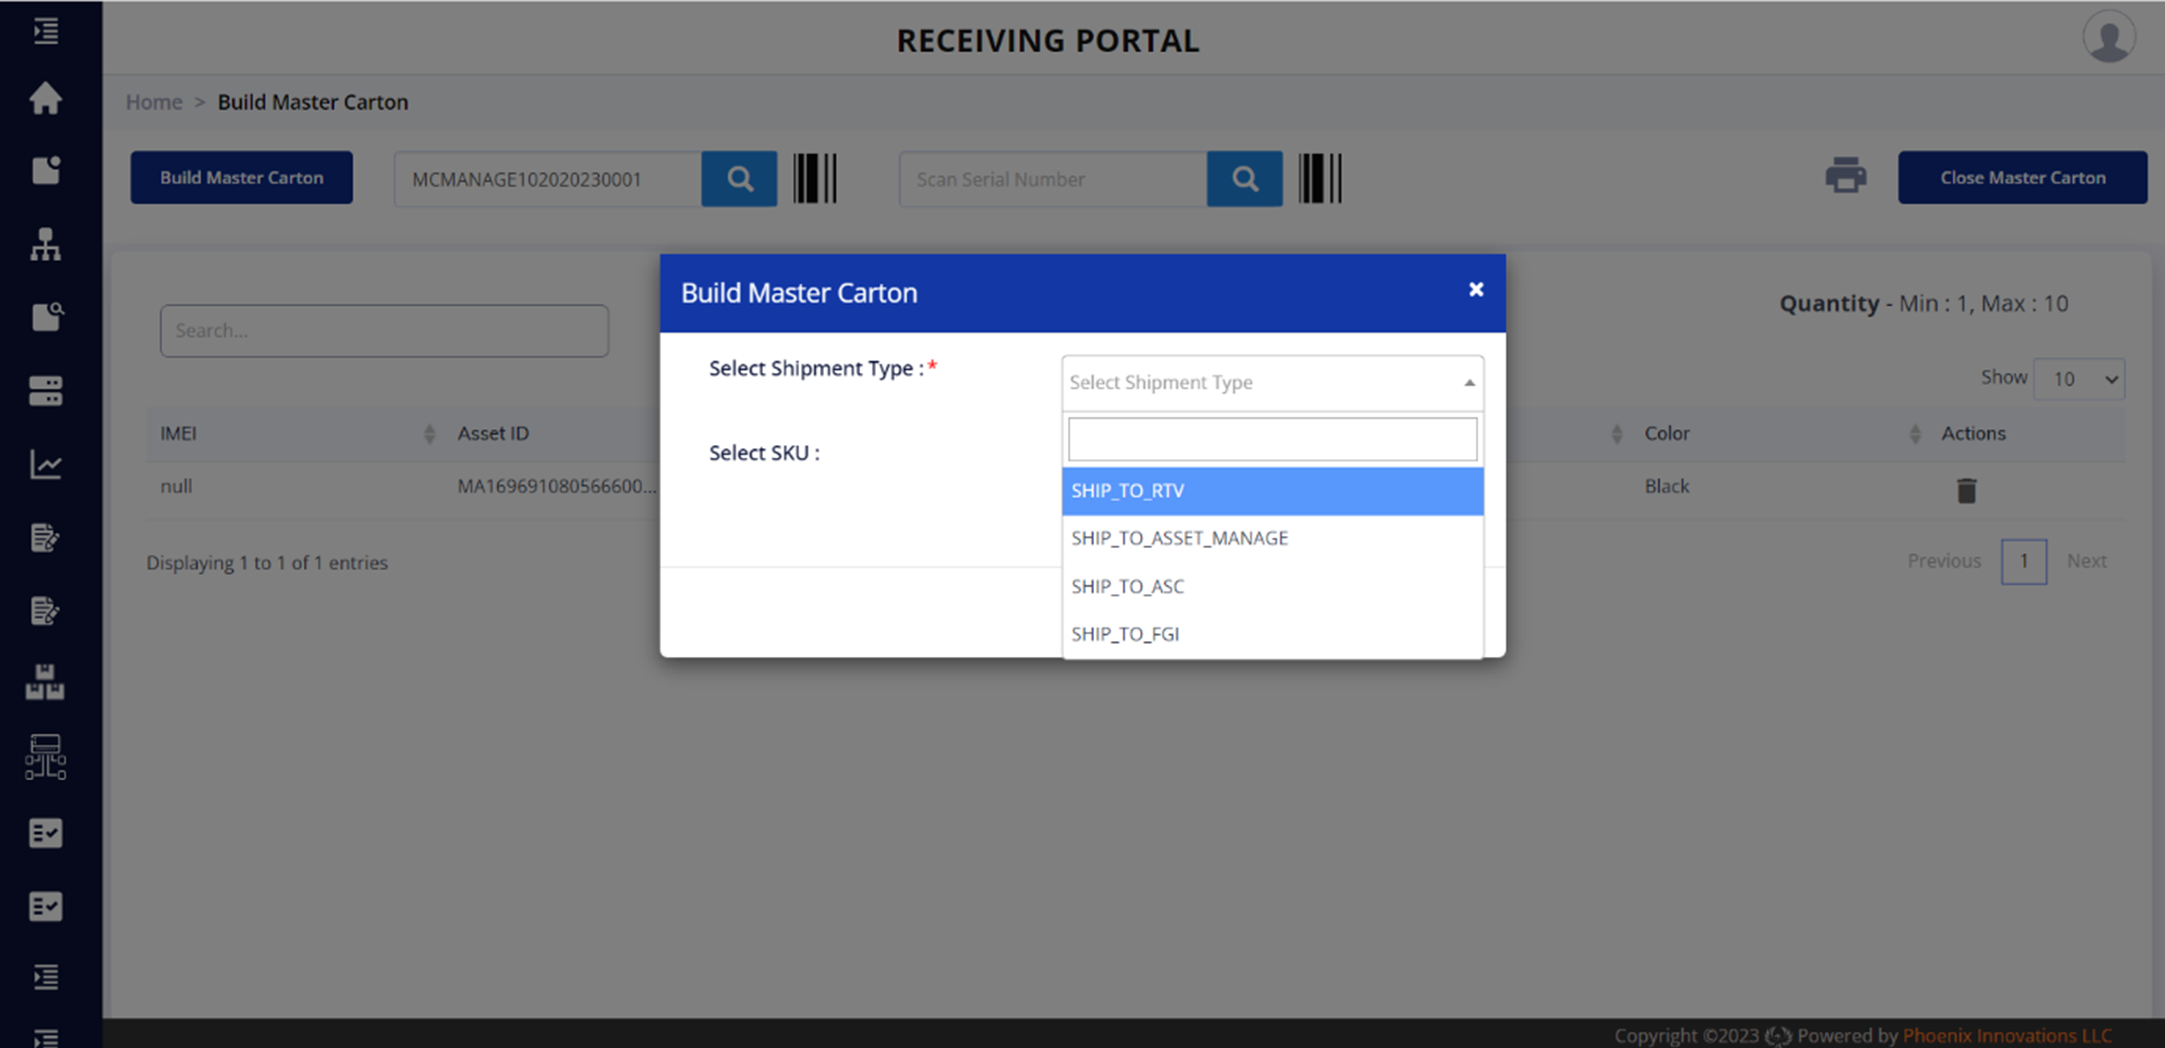 RECEIVING PORTAL
Home > Build Master Carton
Build Master Carton
MCMANAGE102020230001
Scan Serial Number
Close Master Carton
Build Master Carton
Quantity - Min : 1, Max : 10
Search...
Select Shipment Type :*
Select Shipment Type
Show 10
IMEI Asset ID Color Actions
Select SKU :
null MA169691080566600... Black
SHIP_TO_RTV
SHIP_TO_ASSET_MANAGE
SHIP_TO_ASC
SHIP_TO_FGI
Displaying 1 to 1 of 1 entries
Previous 1 Next
Copyright ©2023 Powered by Phoenix Innovations LLC